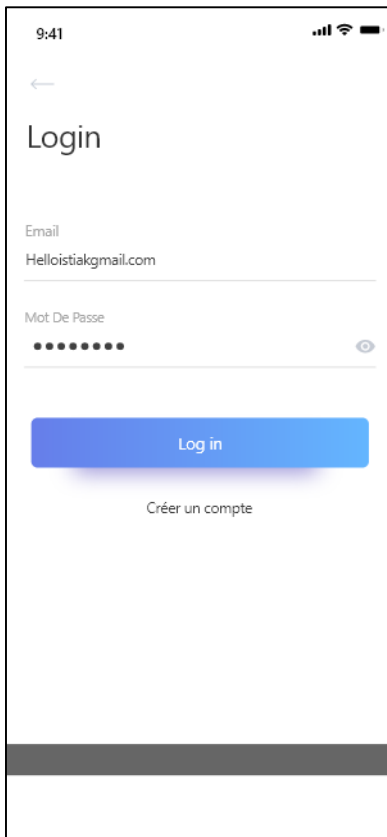 9:41
Login
Email
Helloistiakgmail.com
Mot De Passe
Log in
Créer un compte